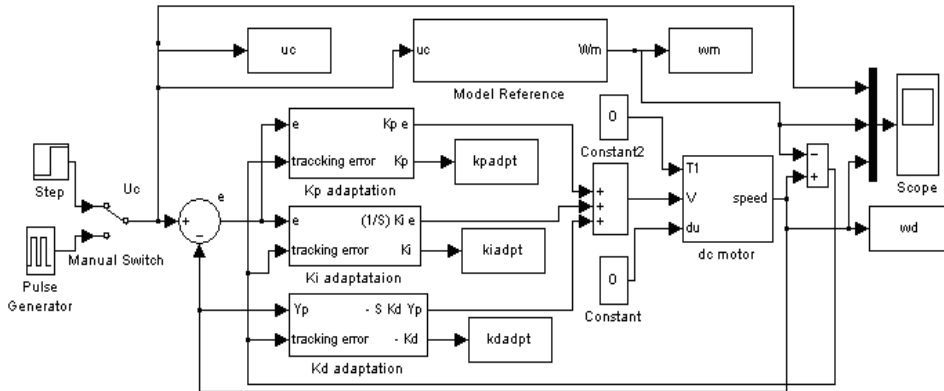 uc
uc
Wm
wm
Model Reference
e
Kp e
traccking error
Kp
kpadpt
Kp adaptation
0
Constant2
T1
V
du
speed
dc motor
−
+
Scope
wd
Step
Uc
Manual Switch
Pulse
Generator
e
+
−
e
(1/S) Ki e
tracking error
Ki
kiadpt
Ki adaptataion
+
+
+
0
Constant
Yp
- S Kd Yp
tracking error
- Kd
kdadpt
Kd adaptation